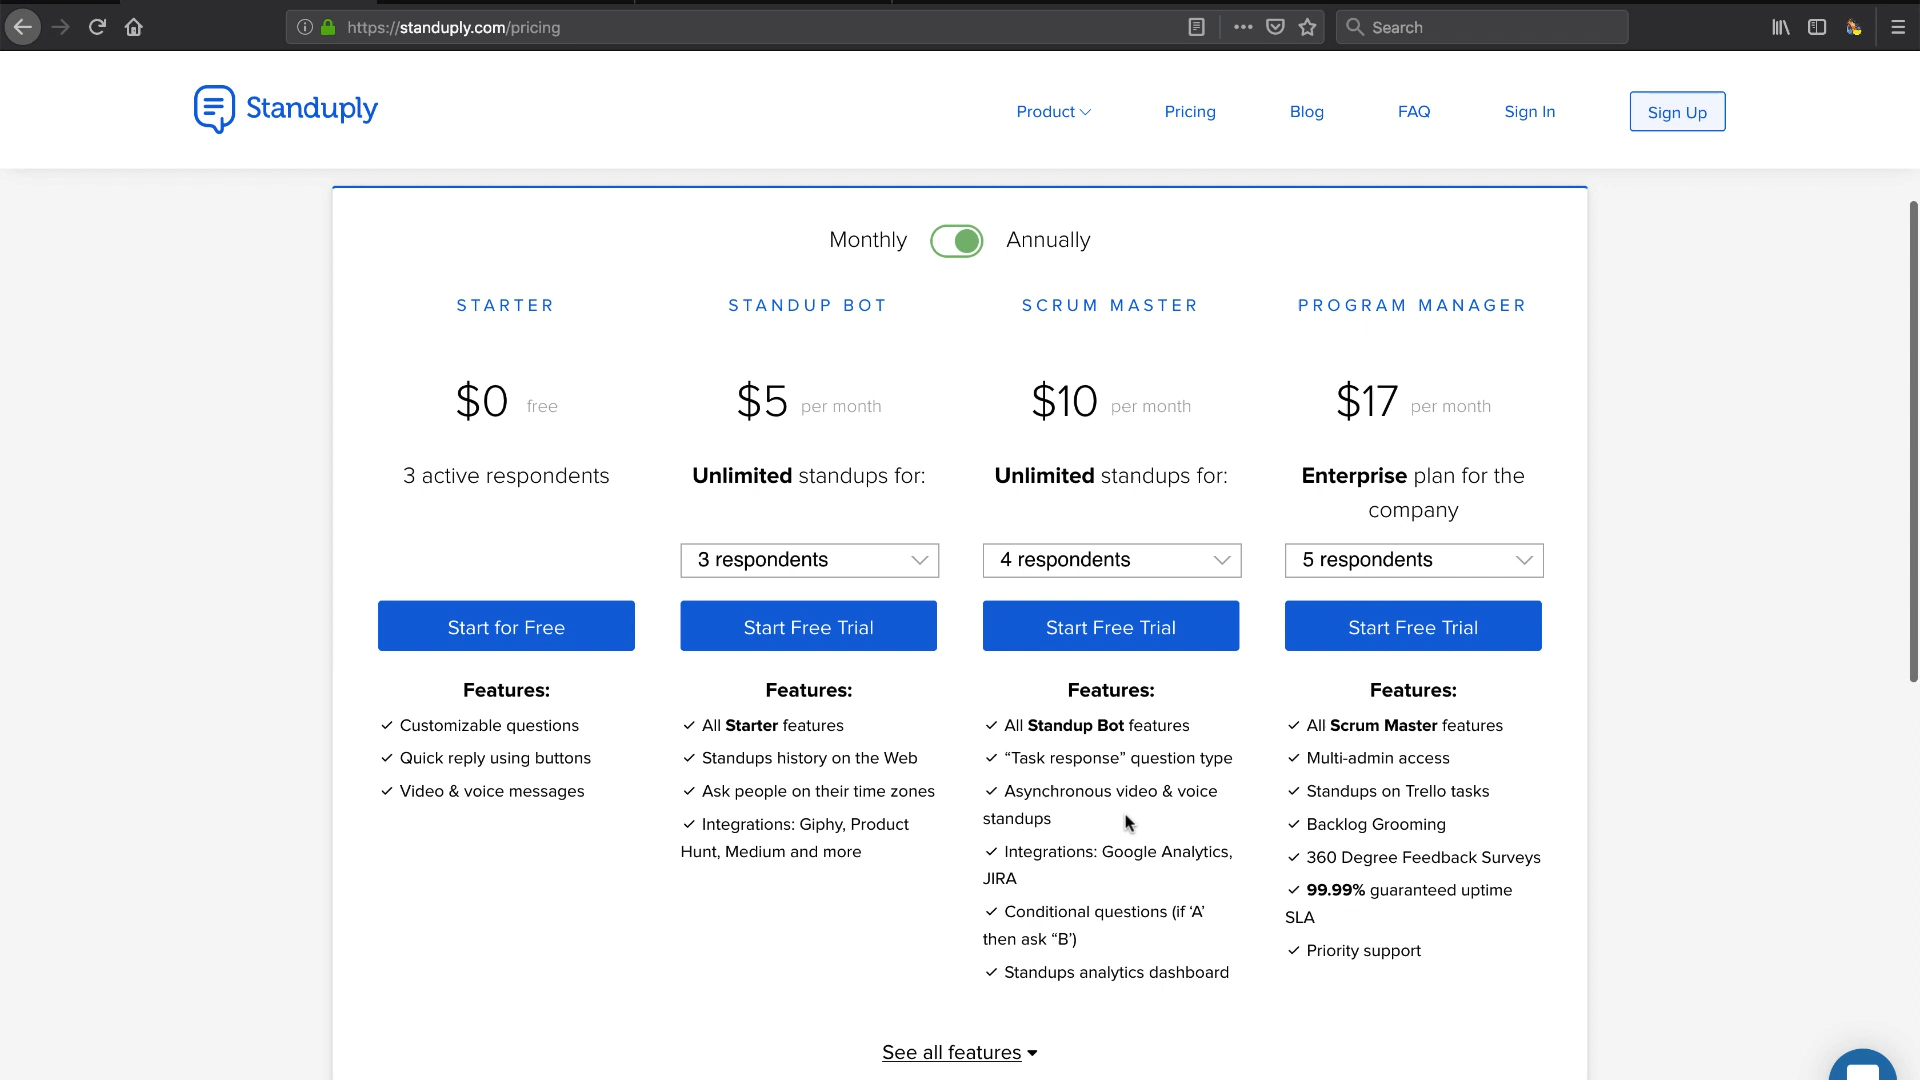 https://standuply.com/pricing
Search
Standuply
Product
Pricing
Blog
FAQ
Sign In
Sign Up
Monthly
Annually
STARTER
$0 free
3 active respondents
Start for Free
Features:
✓ Customizable questions
✓ Quick reply using buttons
✓ Video & voice messages
STANDUP BOT
$5 per month
Unlimited standups for:
3 respondents
Start Free Trial
Features:
✓ All Starter features
✓ Standups history on the Web
✓ Ask people on their time zones
✓ Integrations: Giphy, Product
Hunt, Medium and more
SCRUM MASTER
$10 per month
Unlimited standups for:
4 respondents
Start Free Trial
Features:
✓ All Standup Bot features
✓ “Task response” question type
✓ Asynchronous video & voice
standups
✓ Integrations: Google Analytics,
JIRA
✓ Conditional questions (if ‘A’
then ask “B’)
✓ Standups analytics dashboard
PROGRAM MANAGER
$17 per month
Enterprise plan for the
company
5 respondents
Start Free Trial
Features:
✓ All Scrum Master features
✓ Multi-admin access
✓ Standups on Trello tasks
✓ Backlog Grooming
✓ 360 Degree Feedback Surveys
✓ 99.99% guaranteed uptime
SLA
✓ Priority support
See all features